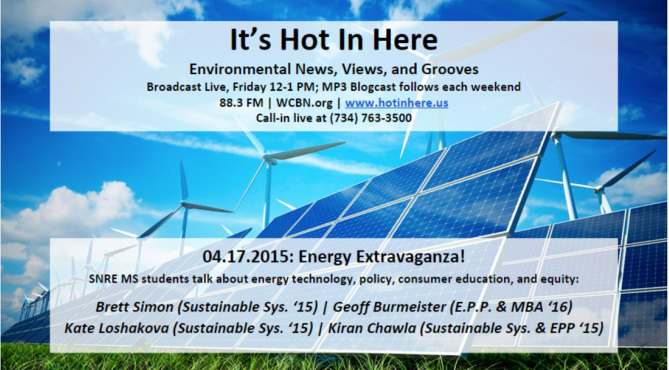 It's Hot In Here
Environmental News, Views, and Grooves
Broadcast Live, Friday 12-1 PM; MP3 Blogcast follows each weekend
88.3 FM | WCBN.org | www.hotinhere.us
Call-in live at (734) 763-3500
04.17.2015: Energy Extravaganza!
SNRE MS students talk about energy technology, policy, consumer education, and equity:
Brett Simon (Sustainable Sys. ‘15) | Geoff Burmeister (E.P.P. & MBA ‘16)
Kate Loshakova (Sustainable Sys. ‘15) | Kiran Chawla (Sustainable Sys. & EPP ‘15)